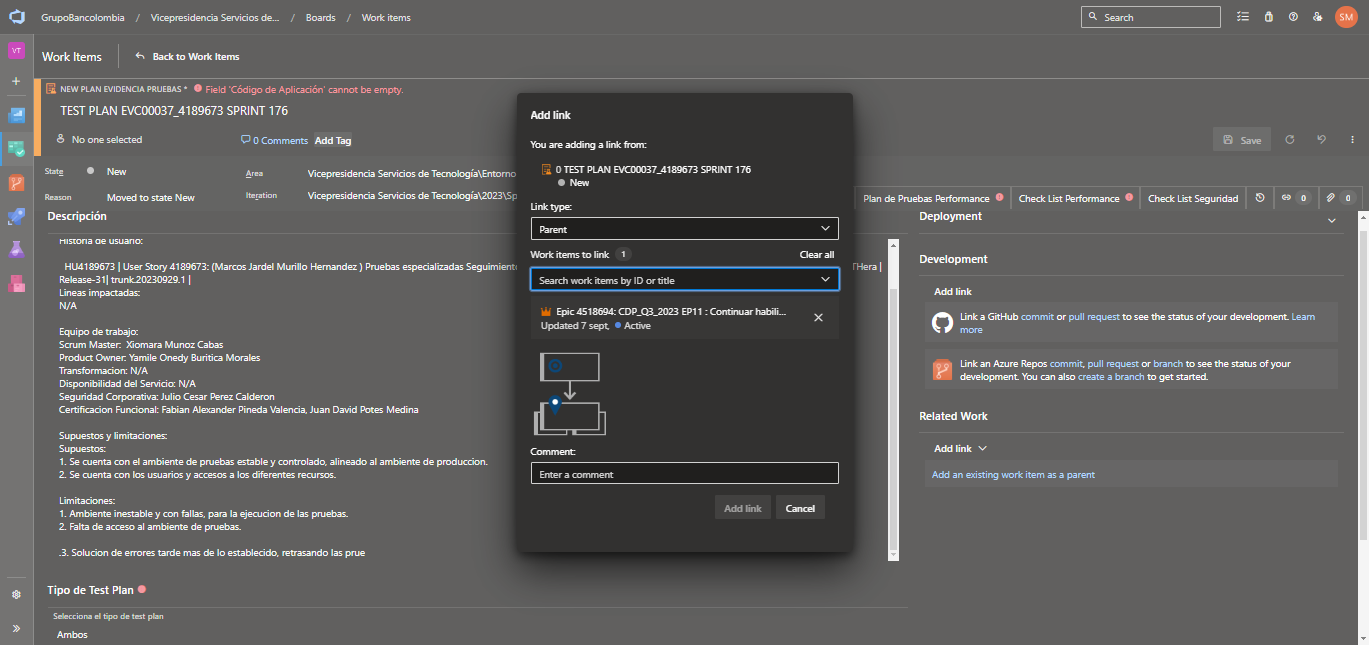 GrupoBancolombia / Vicepresidencia Servicios de... / Boards / Work items
Search
SM
VT
Work Items
Back to Work Items
NEW PLAN EVIDENCIA PRUEBAS * Field 'Código de Aplicación' cannot be empty.
TEST PLAN EVC00037_4189673 SPRINT 176
No one selected
0 Comments
Add Tag
Save
State
New
Area
Vicepresidencia Servicios de Tecnología\Entorno
Reason
Moved to state New
Iteration
Vicepresidencia Servicios de Tecnología\2023\Sp
Plan de Pruebas Performance
Check List Performance
Check List Seguridad
0
0
Descripción
Historia de usuario:
HU4189673 | User Story 4189673: (Marcos Jardel Murillo Hernandez ) Pruebas especializadas Seguimient
THera |
Release-31| trunk.20230929.1 |
Lineas impactadas:
N/A
Equipo de trabajo:
Scrum Master: Xiomara Munoz Cabas
Product Owner: Yamile Onedy Buritica Morales
Transformacion: N/A
Disponibilidad del Servicio: N/A
Seguridad Corporativa: Julio Cesar Perez Calderon
Certificacion Funcional: Fabian Alexander Pineda Valencia, Juan David Potes Medina
Supuestos y limitaciones:
Supuestos:
1. Se cuenta con el ambiente de pruebas estable y controlado, alineado al ambiente de produccion.
2. Se cuenta con los usuarios y accesos a los diferentes recursos.
Limitaciones:
1. Ambiente inestable y con fallas, para la ejecucion de las pruebas.
2. Falta de acceso al ambiente de pruebas.
.3. Solucion de errores tarde mas de lo establecido, retrasando las prue
Tipo de Test Plan
Selecciona el tipo de test plan
Ambos
Add link
You are adding a link from:
0 TEST PLAN EVC00037_4189673 SPRINT 176
New
Link type:
Parent
Work items to link 1
Clear all
Search work items by ID or title
Epic 4518694: CDP_Q3_2023 EP11 : Continuar habili...
Updated 7 sept, Active
Comment:
Enter a comment
Add link
Cancel
Deployment
Development
Add link
Link a GitHub commit or pull request to see the status of your development. Learn
more
Link an Azure Repos commit, pull request or branch to see the status of your
development. You can also create a branch to get started.
Related Work
Add link
Add an existing work item as a parent